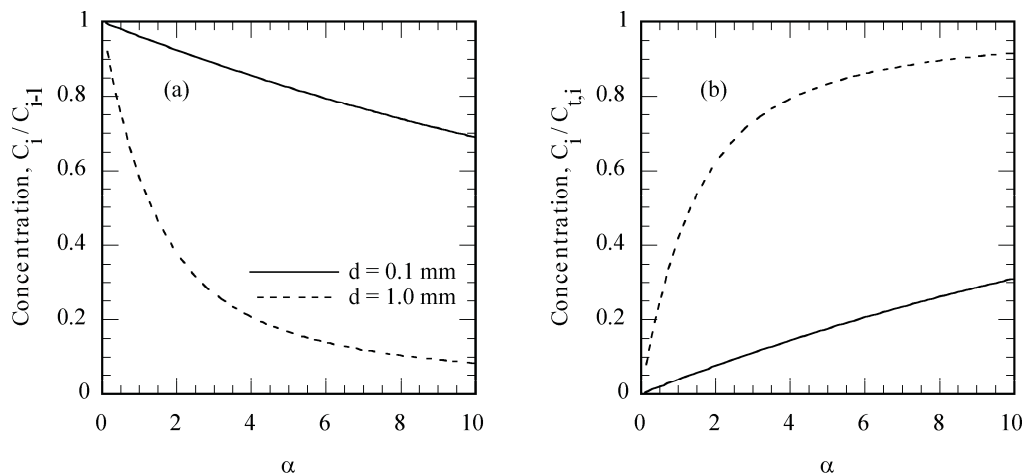 Concentration, C_i / C_i-1
1
0.8
0.6
0.4
0.2
0
(a)
d = 0.1 mm
d = 1.0 mm
0 2 4 6 8 10
α
Concentration, C_i / C_t,i
1
0.8
0.6
0.4
0.2
0
(b)
0 2 4 6 8 10
α